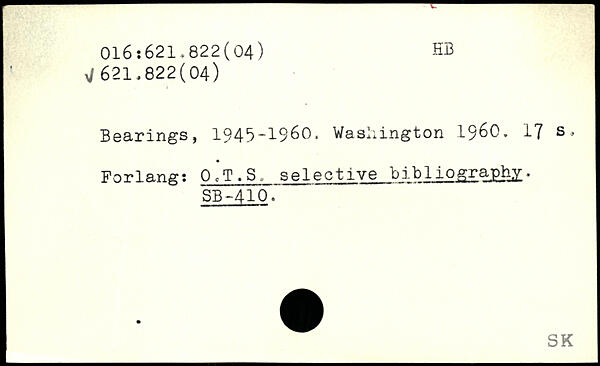 016:621.822(04) HB
√ 621.822(04)
Bearings, 1945-1960. Washington 1960. 17 s.
Forlang: O.T.S. selective bibliography.
SB-410.
SK